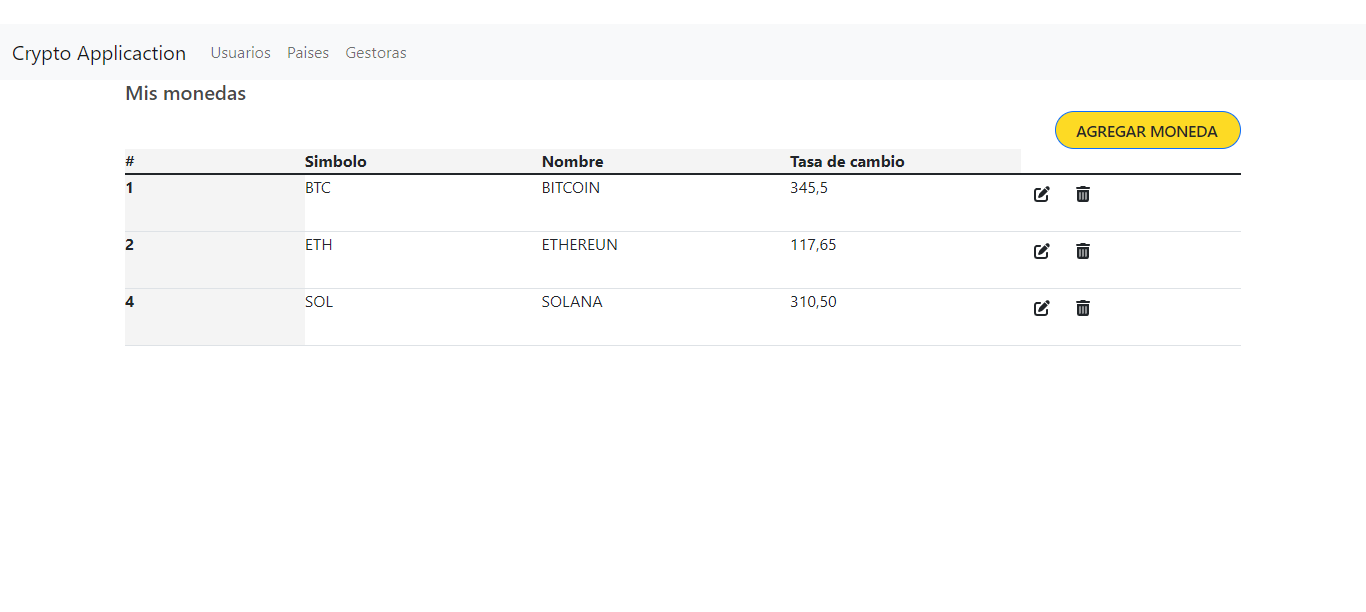 Crypto Applicaction Usuarios Paises Gestoras
Mis monedas
AGREGAR MONEDA
# Simbolo Nombre Tasa de cambio
1 BTC BITCOIN 345,5
2 ETH ETHEREUN 117,65
4 SOL SOLANA 310,50